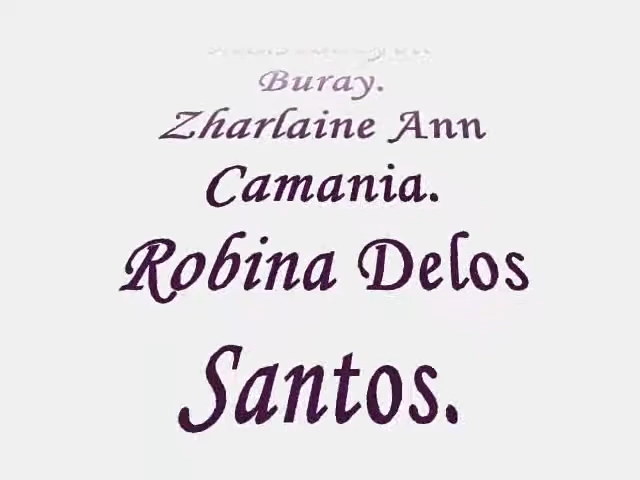 Buray.
Zharlaine Ann
Camania.
Robina Delos
Santos.